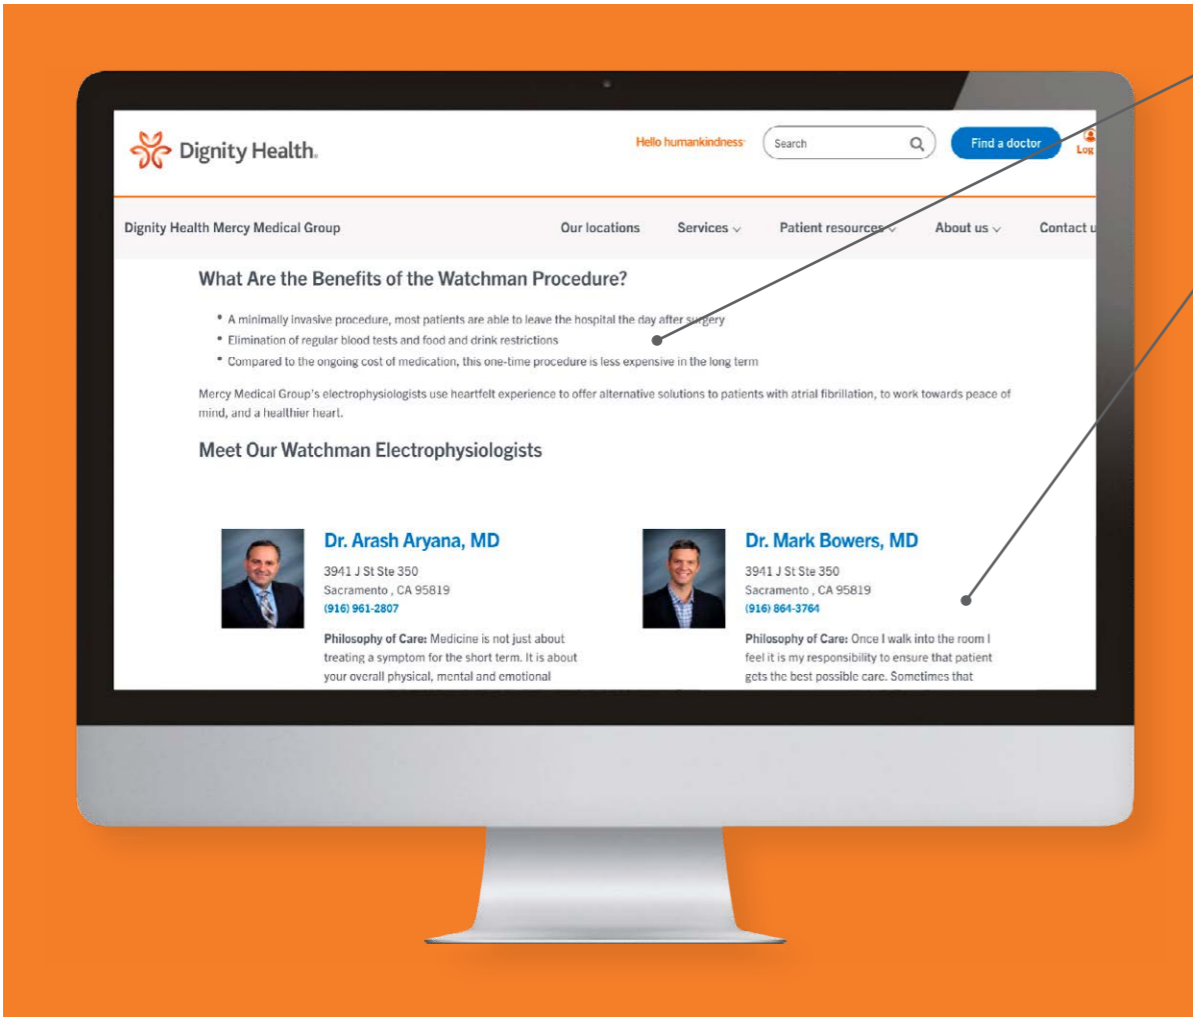 Dignity Health.
Hello humankindness
Search
Find a doctor
Log
Dignity Health Mercy Medical Group
Our locations
Services
Patient resources
About us
Contact u
What Are the Benefits of the Watchman Procedure?
• A minimally invasive procedure, most patients are able to leave the hospital the day after surgery
• Elimination of regular blood tests and food and drink restrictions
• Compared to the ongoing cost of medication, this one-time procedure is less expensive in the long term
Mercy Medical Group's electrophysiologists use heartfelt experience to offer alternative solutions to patients with atrial fibrillation, to work towards peace of
mind, and a healthier heart.
Meet Our Watchman Electrophysiologists
Dr. Arash Aryana, MD
3941 J St Ste 350
Sacramento , CA 95819
(916) 961-2807
Philosophy of Care: Medicine is not just about
treating a symptom for the short term. It is about
your overall physical, mental and emotional
Dr. Mark Bowers, MD
3941 J St Ste 350
Sacramento , CA 95819
(916) 864-3764
Philosophy of Care: Once I walk into the room I
feel it is my responsibility to ensure that patient
gets the best possible care. Sometimes that